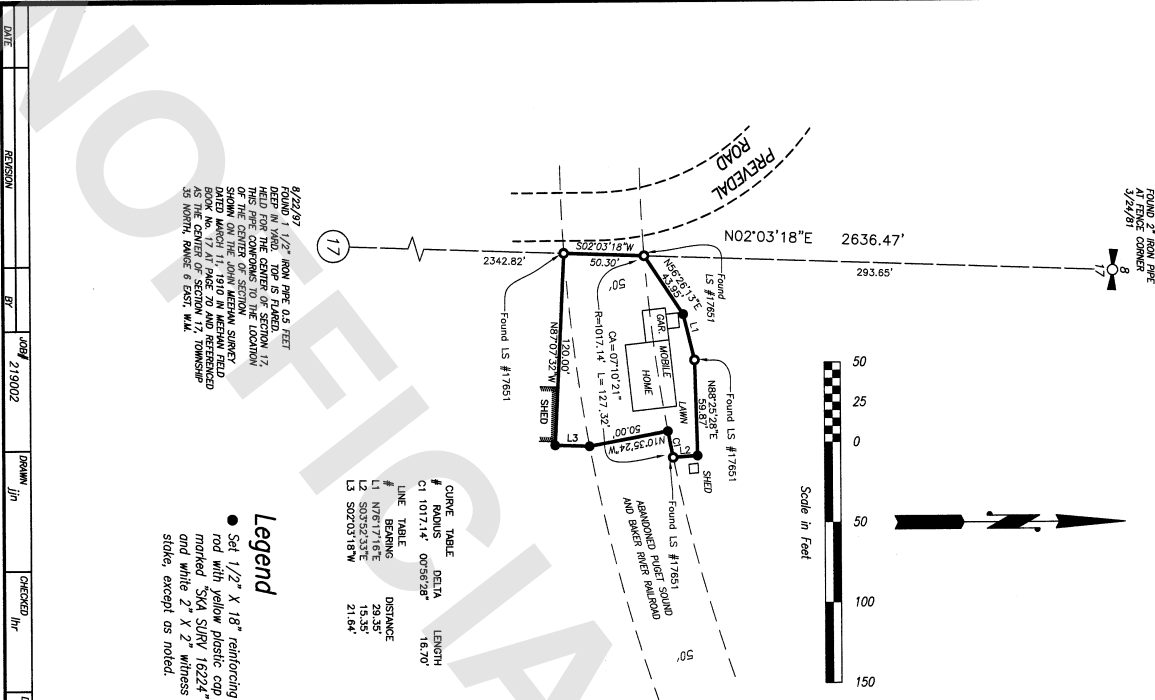 FOUND 2" IRON PIPE
AT FENCE CORNER
3/24/81
8
17
N02°03'18"E 2636.47'
293.65'
PREVEDAL
ROAD
Found
LS #17651
S02°03'18"W
50.30'
2342.82'
17
8/22/97
FOUND 1 1/2" IRON PIPE 0.5 FEET
DEEP IN YARD. TOP IS FLARED.
HELD FOR THE CENTER OF SECTION 17.
THIS PIPE CONFORMS TO THE LOCATION
OF THE CENTER OF SECTION
SHOWN ON THE JOHN MEEHAN SURVEY
DATED MARCH 11, 1910 IN MEEHAN FIELD
BOOK No. 17 AT PAGE 70 AND REFERENCED
AS THE CENTER OF SECTION 17, TOWNSHIP
35 NORTH, RANGE 6 EAST, W.M.
N56°26'13"E
43.95'
L1
GAR.
MOBILE
HOME
LAWN
50'
CA=07°10'21"
R=1017.14' L= 127.32'
N88°25'28"E
59.87'
Found LS #17651
Found LS #17651
N87°07'32"W
120.00'
SHED
L3
50.00'
N10°35'24"W
C1
L2
SHED
Found LS #17651
ABANDONED PUGET SOUND
AND BAKER RIVER RAILROAD
50'
50
25
0
50
100
150
Scale in Feet
CURVE TABLE
# RADIUS DELTA LENGTH
C1 1017.14' 00°56'28" 16.70'
LINE TABLE
# BEARING DISTANCE
L1 N76°17'16"E 29.35'
L2 S03°52'33"E 15.35'
L3 S02°03'18"W 21.64'
Legend
Set 1/2" X 18" reinforcing
rod with yellow plastic cap
marked "SKA SURV 16224"
and white 2" X 2" witness
stake, except as noted.
DATE
REVISION
BY
JOB#
219002
DRAWN
jjn
CHECKED
lhr
NOFFICIA